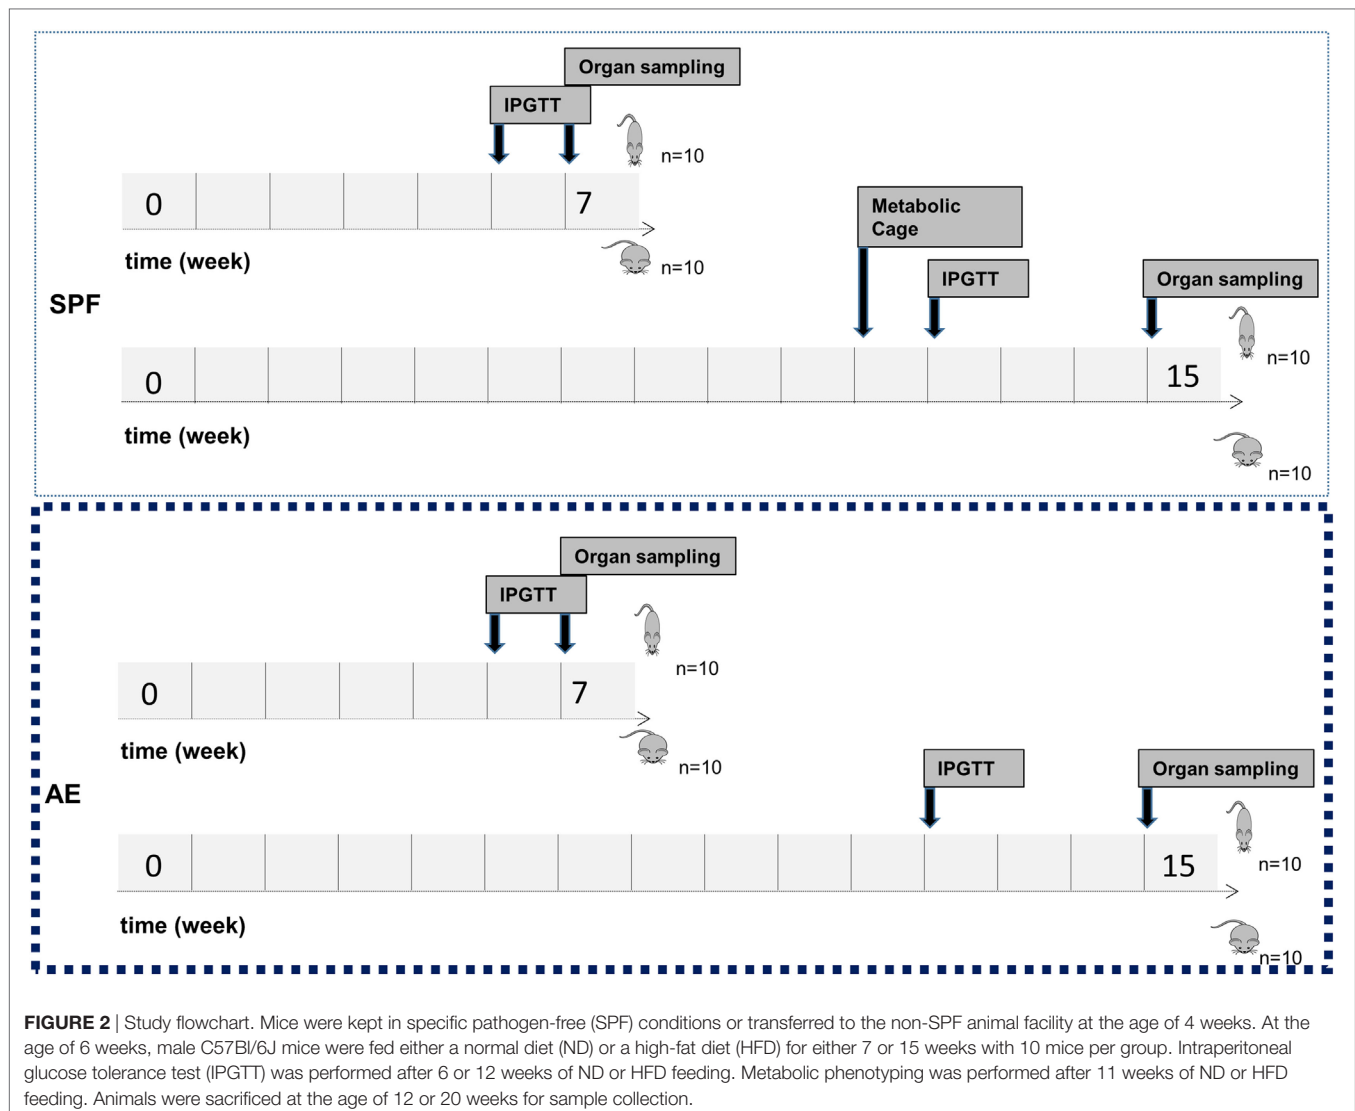 Organ sampling
IPGTT
n=10
0
7
time (week)
n=10
Metabolic
Cage
IPGTT
Organ sampling
SPF
n=10
0
15
time (week)
n=10
Organ sampling
IPGTT
n=10
0
7
time (week)
n=10
IPGTT
Organ sampling
AE
n=10
0
15
time (week)
n=10
FIGURE 2 | Study flowchart. Mice were kept in specific pathogen-free (SPF) conditions or transferred to the non-SPF animal facility at the age of 4 weeks. At the
age of 6 weeks, male C57Bl/6J mice were fed either a normal diet (ND) or a high-fat diet (HFD) for either 7 or 15 weeks with 10 mice per group. Intraperitoneal
glucose tolerance test (IPGTT) was performed after 6 or 12 weeks of ND or HFD feeding. Metabolic phenotyping was performed after 11 weeks of ND or HFD
feeding. Animals were sacrificed at the age of 12 or 20 weeks for sample collection.